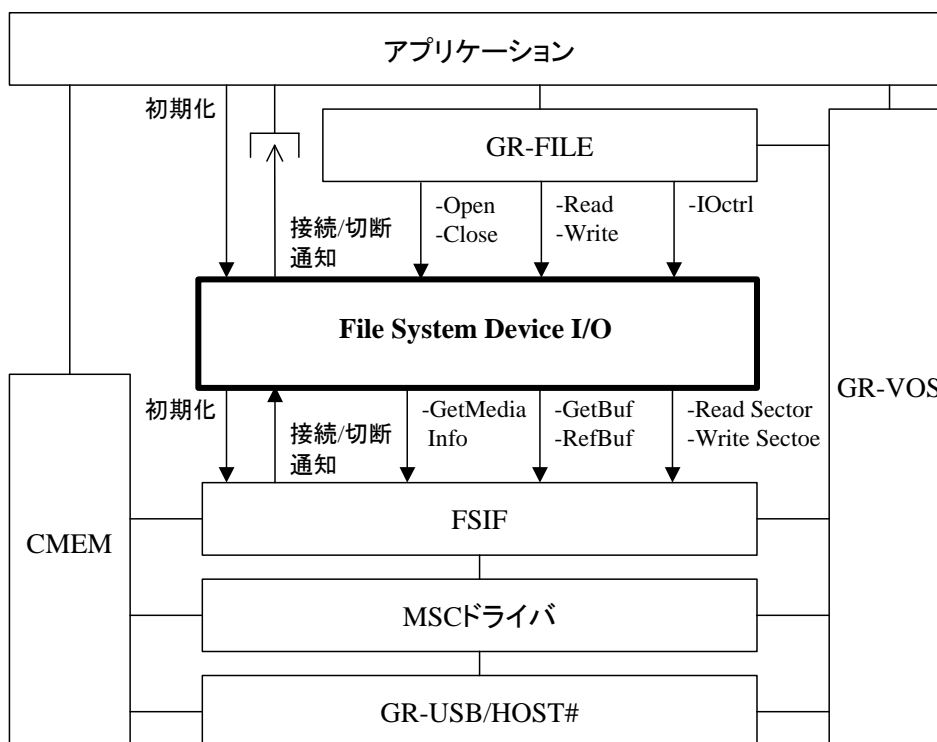 アプリケーション
初期化
GR-FILE
接続/切断
通知
-Open
-Close
-Read
-Write
-IOctrl
File System Device I/O
GR-VOS
初期化
接続/切断
通知
-GetMedia
Info
-GetBuf
-RefBuf
-Read Sector
-Write Sectoe
CMEM
FSIF
MSCドライバ
GR-USB/HOST#